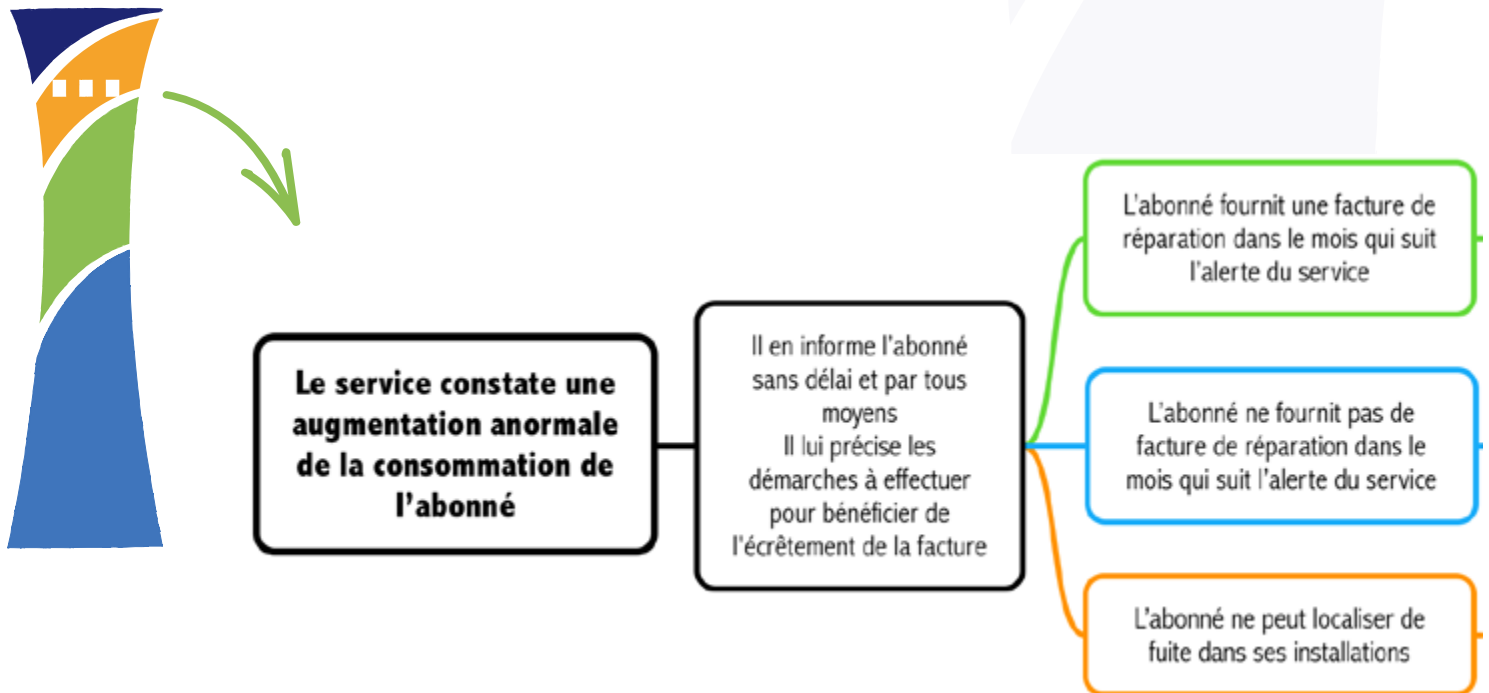 Le service constate une
augmentation anormale
de la consommation de
l'abonné
Il en informe l'abonné
sans délai et par tous
moyens
Il lui précise les
démarches à effectuer
pour bénéficier de
l'écrêtement de la facture
L'abonné fournit une facture de
réparation dans le mois qui suit
l'alerte du service
L'abonné ne fournit pas de
facture de réparation dans le
mois qui suit l'alerte du service
L'abonné ne peut localiser de
fuite dans ses installations